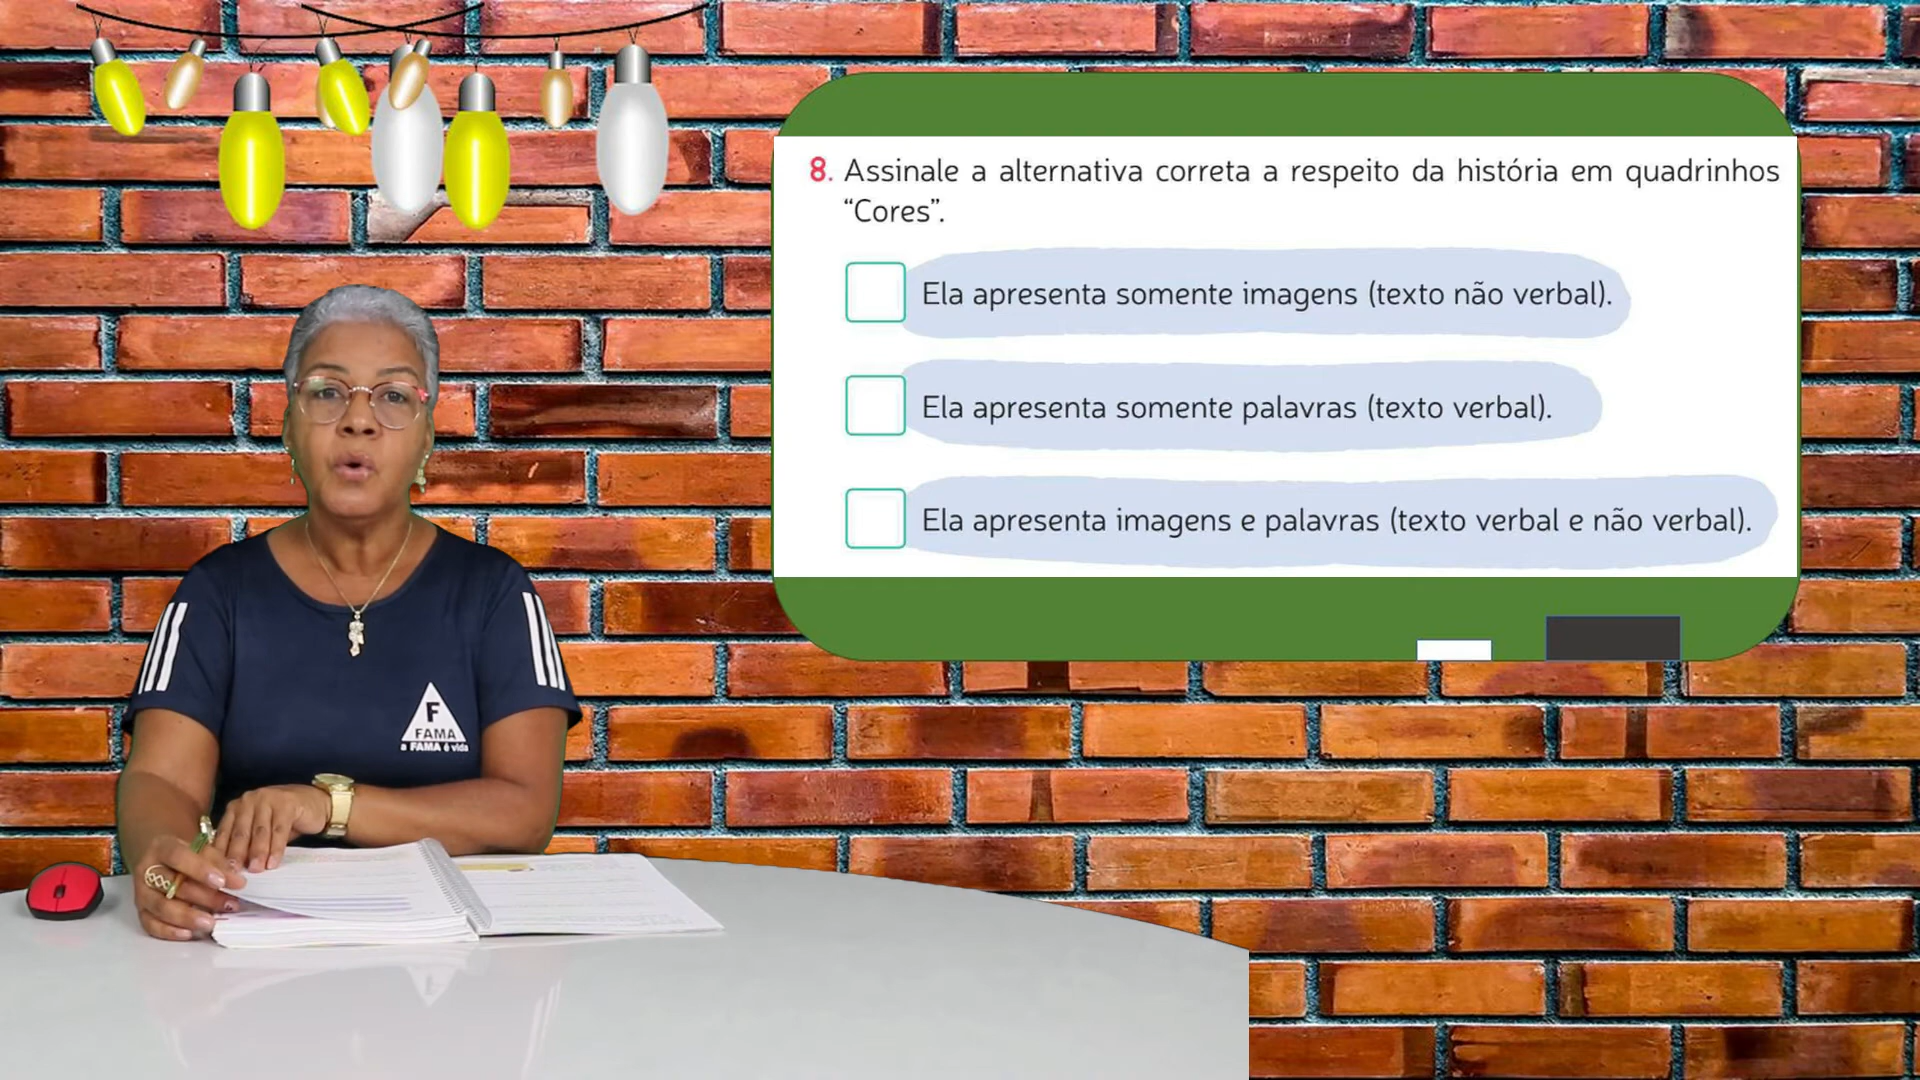 8. Assinale a alternativa correta a respeito da história em quadrinhos
“Cores”.
Ela apresenta somente imagens (texto não verbal).
Ela apresenta somente palavras (texto verbal).
Ela apresenta imagens e palavras (texto verbal e não verbal).
F
FAMA
a FAMA é vida